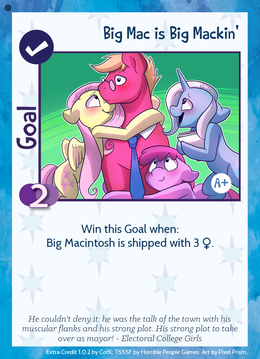 Big Mac is Big Mackin'
Goal
2
A+
Win this Goal when:
Big Macintosh is shipped with 3 ♀.
He couldn't deny it: he was the talk of the town with his
muscular flanks and his strong plot. His strong plot to take
over as mayor! - Electoral College Girls
Extra Credit 1.0.2 by CofK. TSSSF by Horrible People Games. Art by Pixel Prism.